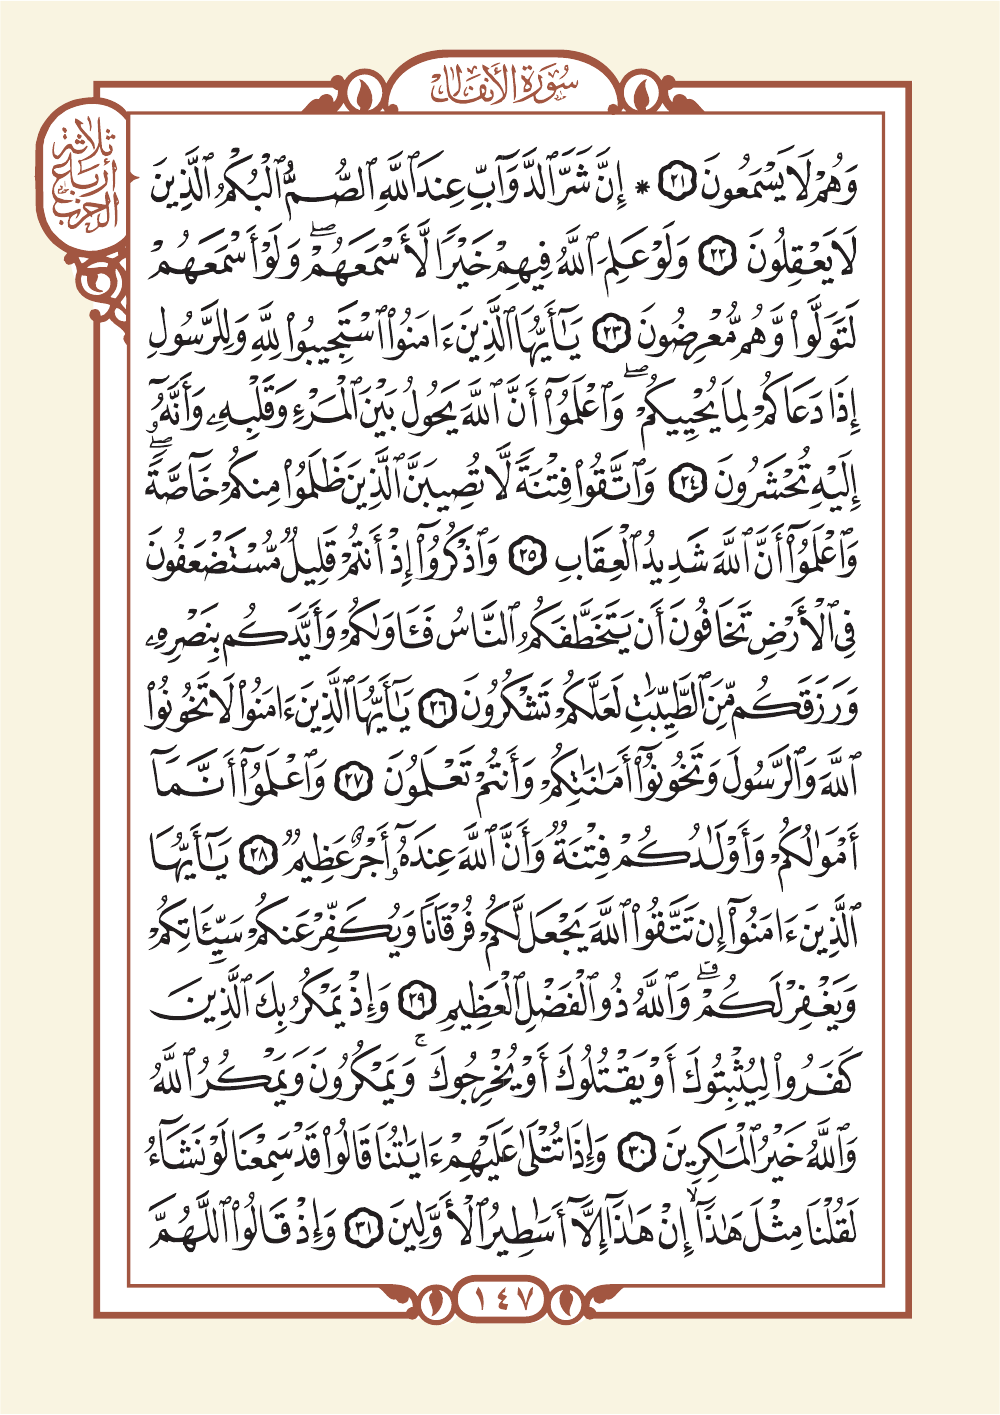 سُورَةُ الأَنفَالِ
ثلاثة
أرباع
الحزب
وَهُمْ لَا يَسْمَعُونَ ٢١ * إِنَّ شَرَّ ٱلدَّوَآبِّ عِندَ ٱللَّهِ ٱلصُّمُّ ٱلْبُكْمُ ٱلَّذِينَ
لَا يَعْقِلُونَ ٢٢ وَلَوْ عَلِمَ ٱللَّهُ فِيهِمْ خَيْرًا لَّأَسْمَعَهُمْ ۖ وَلَوْ أَسْمَعَهُمْ
لَتَوَلَّوا۟ وَّهُم مُّعْرِضُونَ ٢٣ يَـٰٓأَيُّهَا ٱلَّذِينَ ءَامَنُوا۟ ٱسْتَجِيبُوا۟ لِلَّهِ وَلِلرَّسُولِ
إِذَا دَعَاكُمْ لِمَا يُحْيِيكُمْ ۖ وَٱعْلَمُوٓا۟ أَنَّ ٱللَّهَ يَحُولُ بَيْنَ ٱلْمَرْءِ وَقَلْبِهِۦ وَأَنَّهُۥٓ
إِلَيْهِ تُحْشَرُونَ ٢٤ وَٱتَّقُوا۟ فِتْنَةً لَّا تُصِيبَنَّ ٱلَّذِينَ ظَلَمُوا۟ مِنكُمْ خَآصَّةً ۖ
وَٱعْلَمُوٓا۟ أَنَّ ٱللَّهَ شَدِيدُ ٱلْعِقَابِ ٢٥ وَٱذْكُرُوٓا۟ إِذْ أَنتُمْ قَلِيلٌ مُّسْتَضْعَفُونَ
فِى ٱلْأَرْضِ تَخَافُونَ أَن يَتَخَطَّفَكُمُ ٱلنَّاسُ فَـَٔاوَىٰكُمْ وَأَيَّدَكُم بِنَصْرِهِۦ
وَرَزَقَكُم مِّنَ ٱلطَّيِّبَـٰتِ لَعَلَّكُمْ تَشْكُرُونَ ٢٦ يَـٰٓأَيُّهَا ٱلَّذِينَ ءَامَنُوا۟ لَا تَخُونُوا۟
ٱللَّهَ وَٱلرَّسُولَ وَتَخُونُوٓا۟ أَمَـٰنَـٰتِكُمْ وَأَنتُمْ تَعْلَمُونَ ٢٧ وَٱعْلَمُوٓا۟ أَنَّمَآ
أَمْوَٰلُكُمْ وَأَوْلَـٰدُكُمْ فِتْنَةٌ وَأَنَّ ٱللَّهَ عِندَهُۥٓ أَجْرٌ عَظِيمٌ ٢٨ يَـٰٓأَيُّهَا
ٱلَّذِينَ ءَامَنُوٓا۟ إِن تَتَّقُوا۟ ٱللَّهَ يَجْعَل لَّكُمْ فُرْقَانًا وَيُكَفِّرْ عَنكُمْ سَيِّـَٔاتِكُمْ
وَيَغْفِرْ لَكُمْ ۗ وَٱللَّهُ ذُو ٱلْفَضْلِ ٱلْعَظِيمِ ٢٩ وَإِذْ يَمْكُرُ بِكَ ٱلَّذِينَ
كَفَرُوا۟ لِيُثْبِتُوكَ أَوْ يَقْتُلُوكَ أَوْ يُخْرِجُوكَ ۚ وَيَمْكُرُونَ وَيَمْكُرُ ٱللَّهُ
وَٱللَّهُ خَيْرُ ٱلْمَـٰكِرِينَ ٣٠ وَإِذَا تُتْلَىٰ عَلَيْهِمْ ءَايَـٰتُنَا قَالُوا۟ قَدْ سَمِعْنَا لَوْ نَشَآءُ
لَقُلْنَا مِثْلَ هَـٰذَآ ۙ إِنْ هَـٰذَآ إِلَّآ أَسَـٰطِيرُ ٱلْأَوَّلِينَ ٣١ وَإِذْ قَالُوا۟ ٱللَّهُمَّ
١٤٧